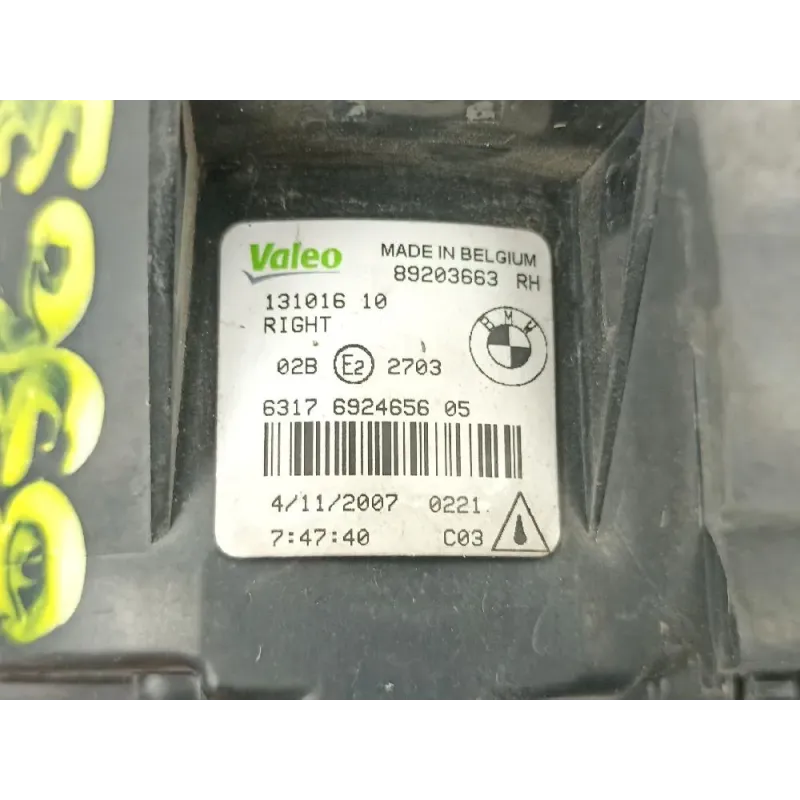 Valeo MADE IN BELGIUM
89203663 RH
131016 10
RIGHT
BMW
02B E2 2703
6317 6924656 05
4/11/2007 0221
7:47:40 C03